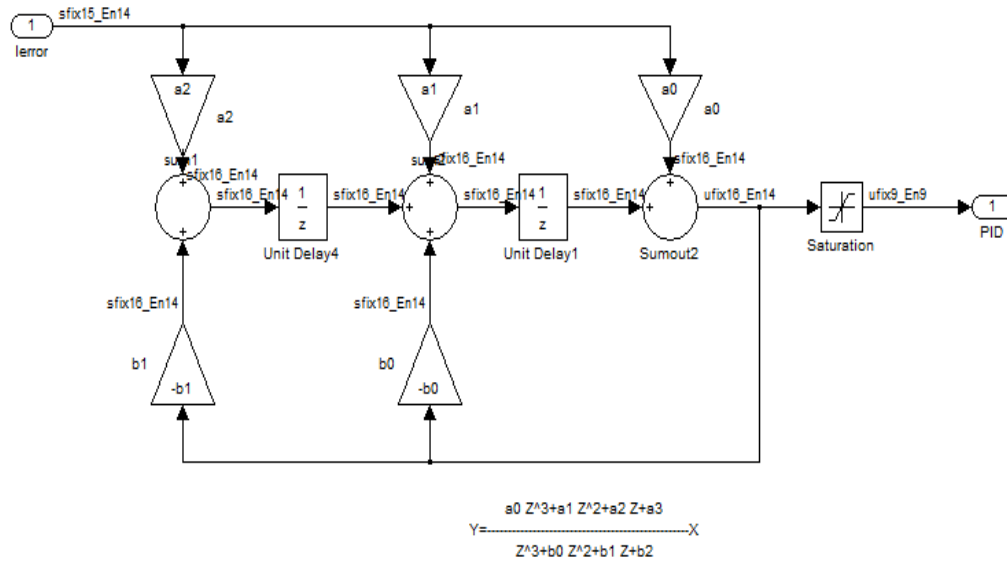 sfix15_En14
1
Ierror
a2
a2
a1
a1
a0
a0
sum1
sfix16_En14
sfix16_En14
sfix16_En14
sfix16_En14
sfix16_En14
sfix16_En14
sfix16_En14
ufix16_En14
ufix9_En9
1
z
1
z
1
PID
Unit Delay4
Unit Delay1
Sumout2
Saturation
sfix16_En14
sfix16_En14
b1
-b1
b0
-b0
a0 Z^3+a1 Z^2+a2 Z+a3
Y=--------------------------------------------------X
Z^3+b0 Z^2+b1 Z+b2